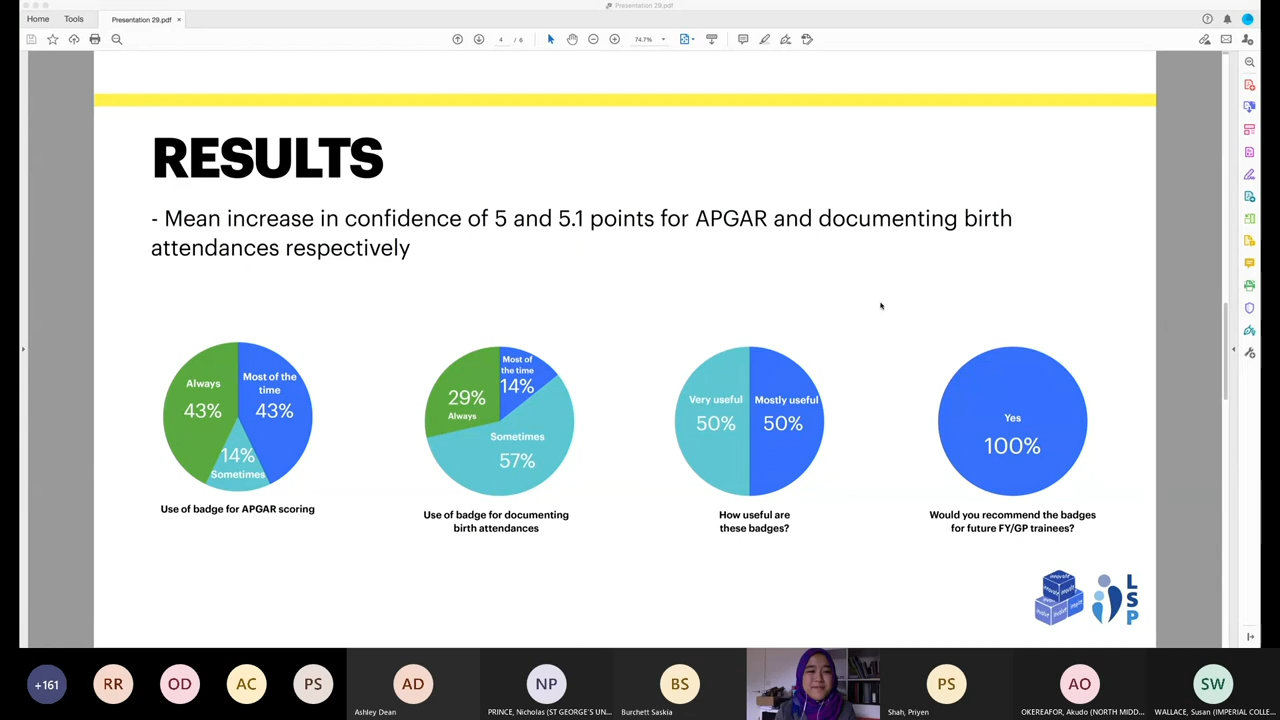 Presentation 29.pdf
Home
Tools
Presentation 29.pdf ×
4 / 6
74.7%
RESULTS
- Mean increase in confidence of 5 and 5.1 points for APGAR and documenting birth
attendances respectively
Always
43%
Most of the
time
43%
14%
Sometimes
Use of badge for APGAR scoring
29%
Always
Most of
the time
14%
Sometimes
57%
Use of badge for documenting
birth attendances
Very useful
50%
Mostly useful
50%
How useful are
these badges?
Yes
100%
Would you recommend the badges
for future FY/GP trainees?
L
S
P
+161
RR
OD
AC
PS
AD
Ashley Dean
NP
PRINCE, Nicholas (ST GEORGE'S UN...
BS
Burchett Saskia
PS
Shah, Priyen
AO
OKEREAFOR, Akudo (NORTH MIDD...
SW
WALLACE, Susan (IMPERIAL COLLE...